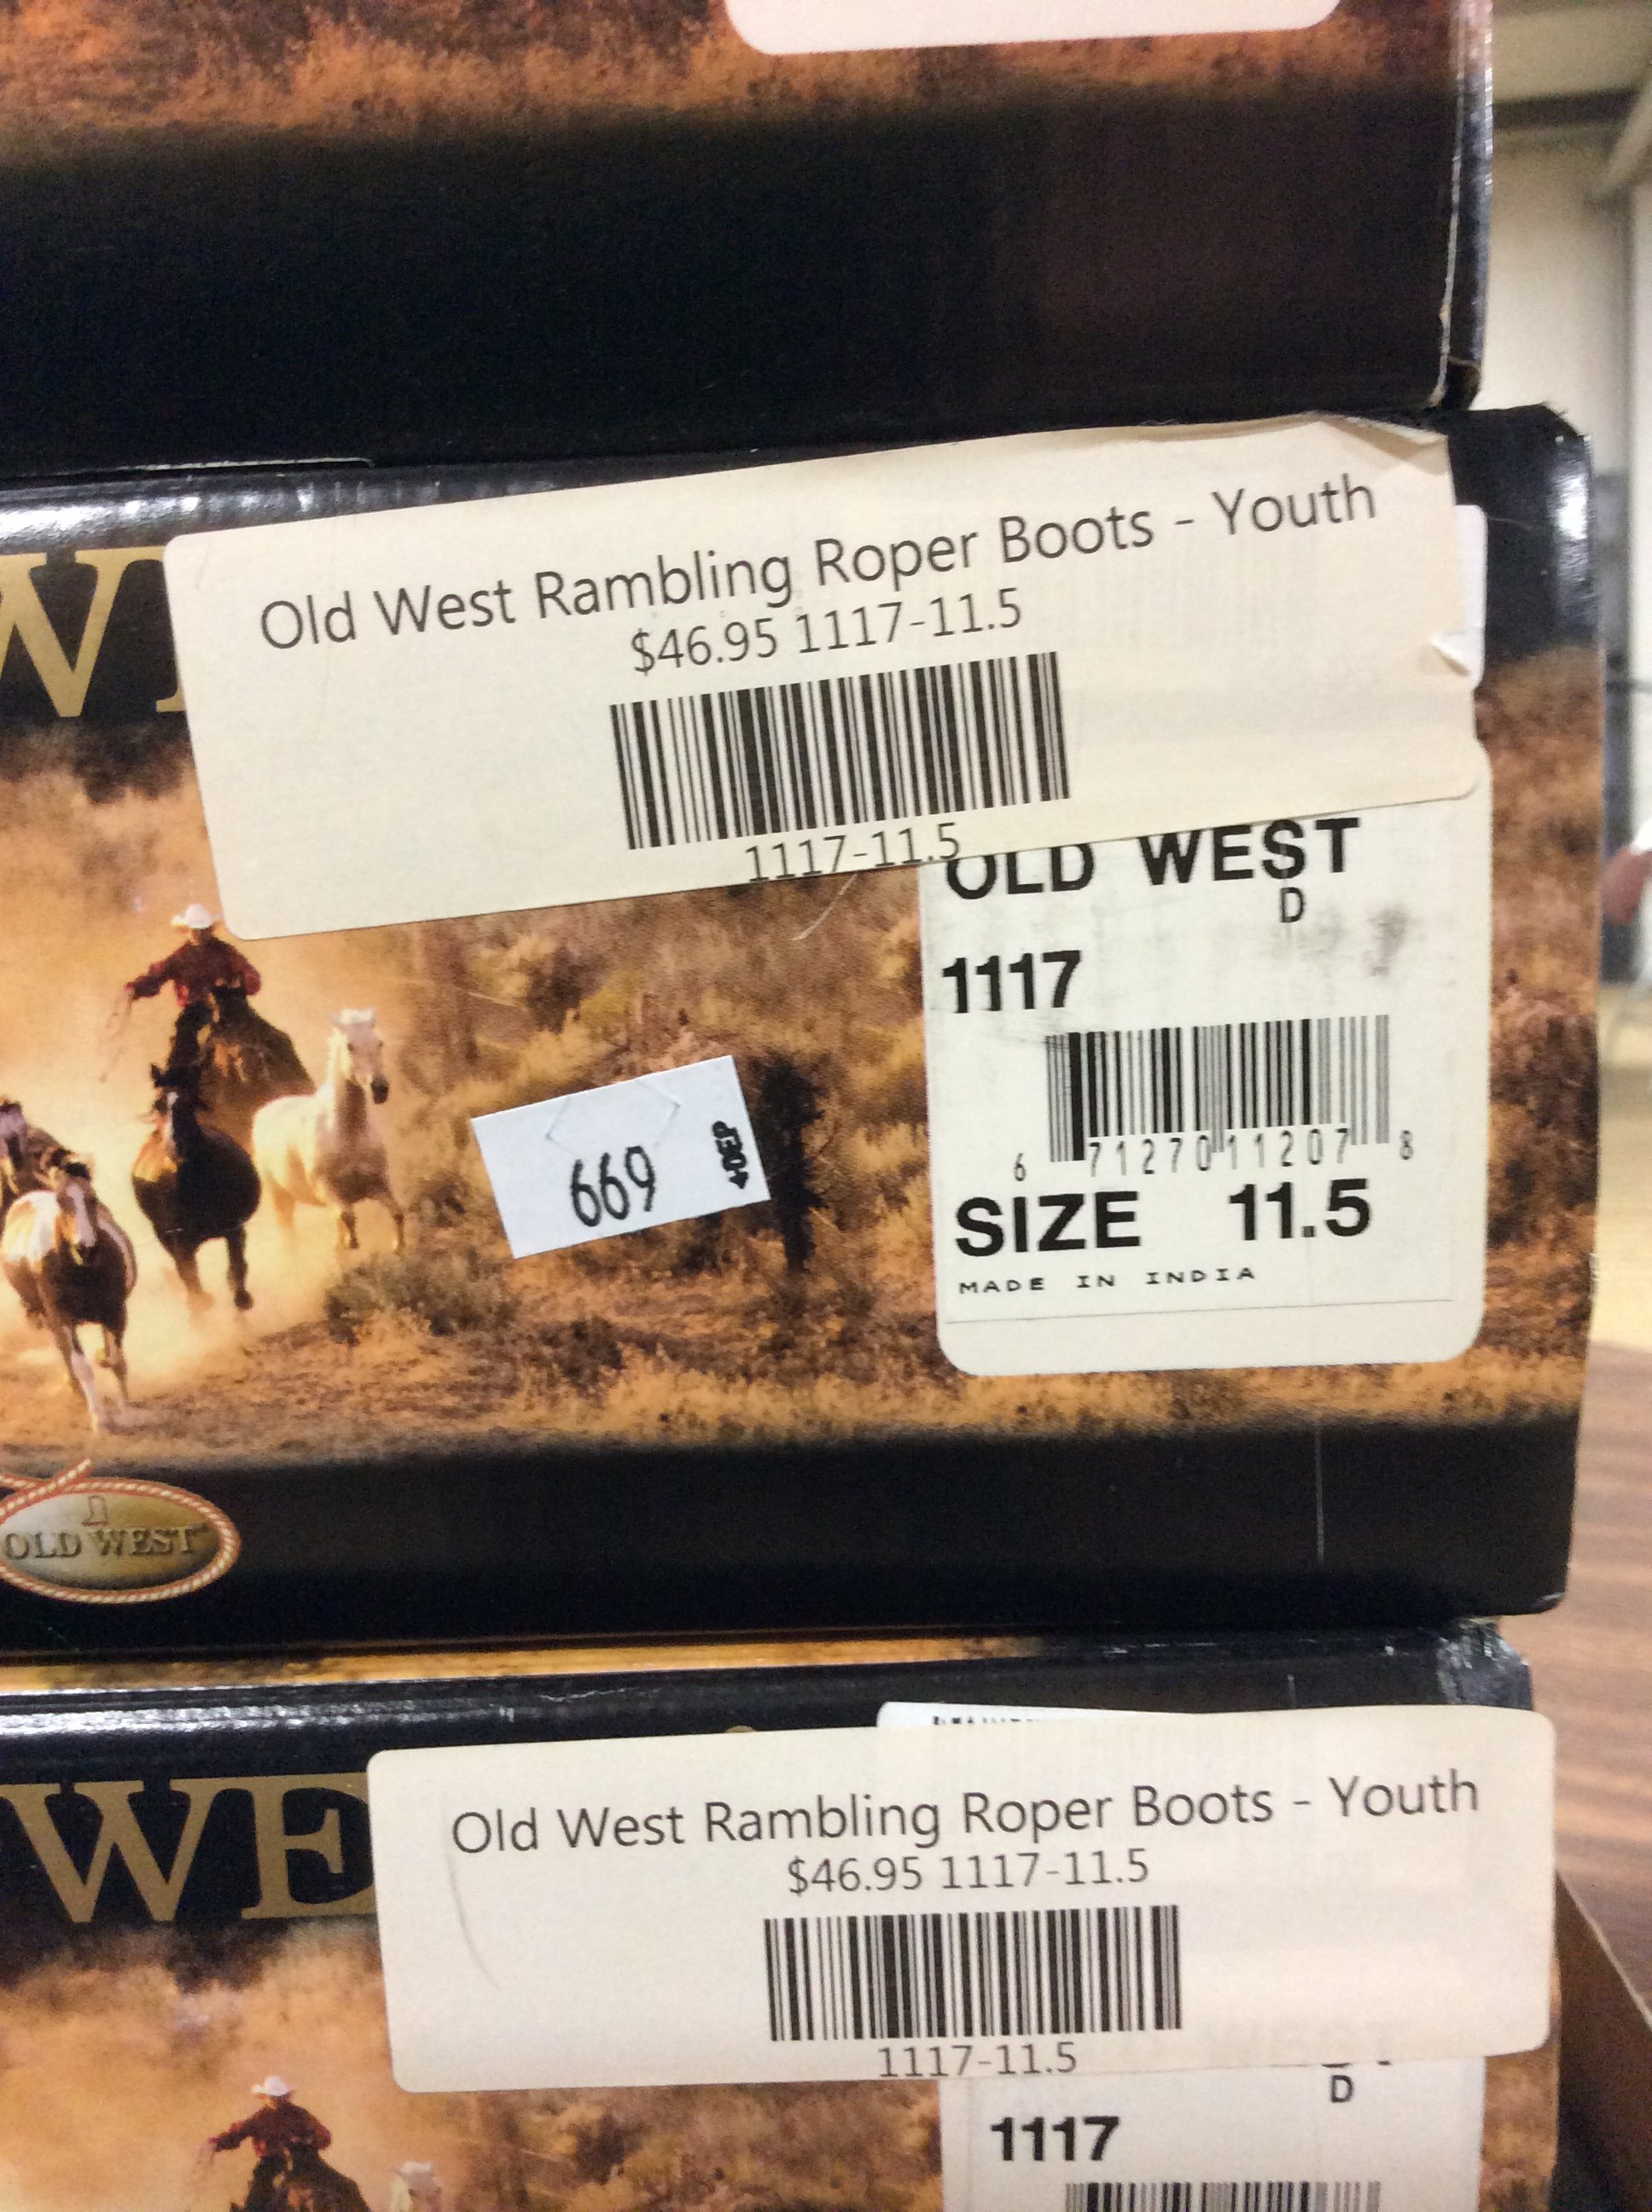 W
Old West Rambling Roper Boots - Youth
$46.95 1117-11.5
1117-11.5
OLD WEST
D
1117
6 71270 11207 8
SIZE 11.5
MADE IN INDIA
669
OLD WEST
WE
Old West Rambling Roper Boots - Youth
$46.95 1117-11.5
1117-11.5
D
1117